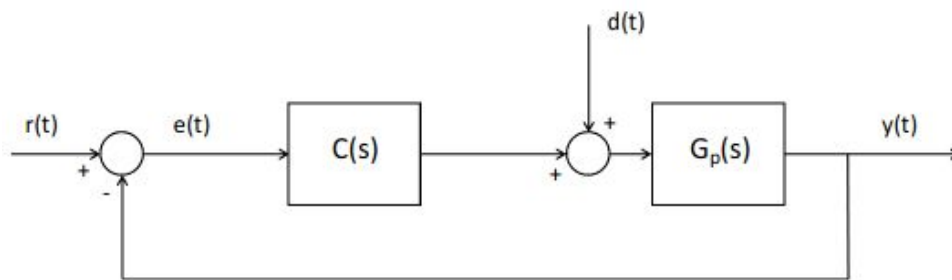 d(t)
r(t) e(t) C(s) + G_p(s) y(t)
+ +
-